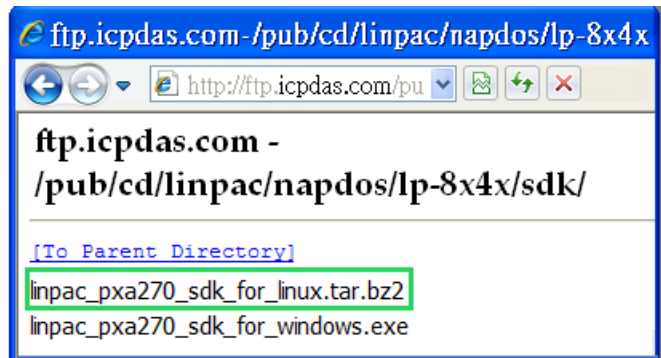 ftp.icpdas.com-/pub/cd/linpac/napdos/lp-8x4x
http://ftp.icpdas.com/pu
ftp.icpdas.com -
/pub/cd/linpac/napdos/lp-8x4x/sdk/
[To Parent Directory]
linpac_pxa270_sdk_for_linux.tar.bz2
linpac_pxa270_sdk_for_windows.exe